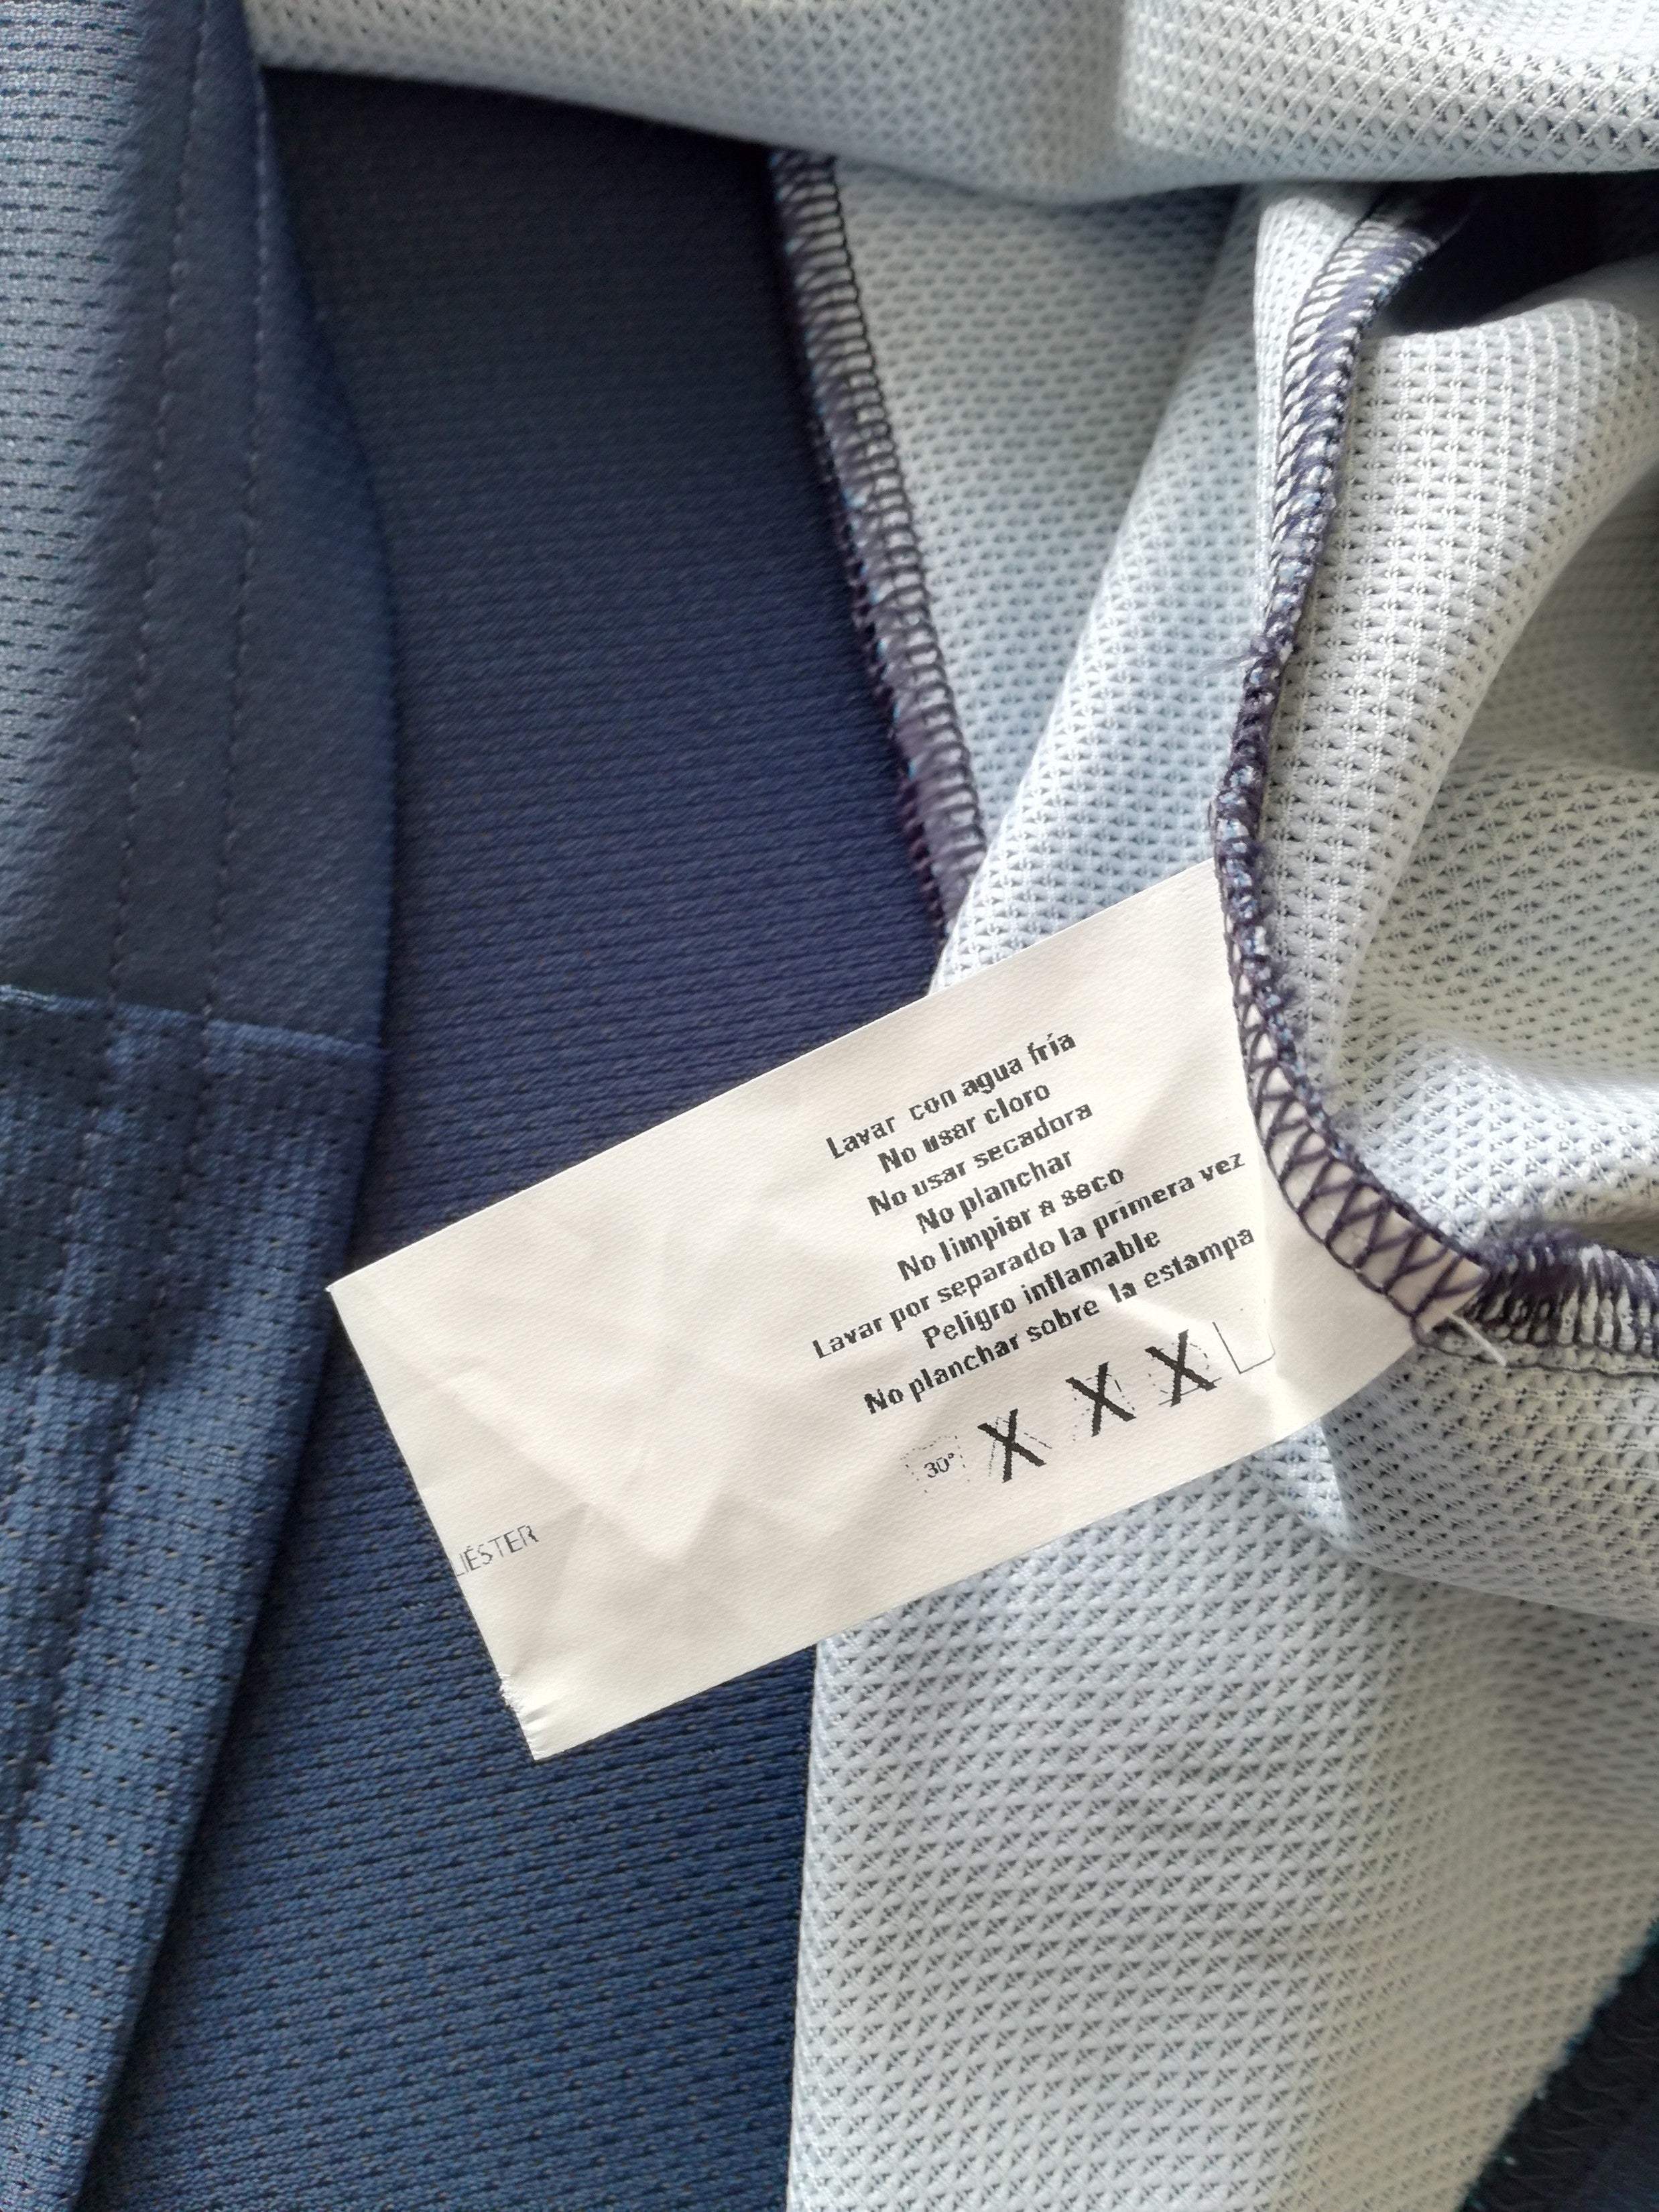 Lavar con agua fría
No usar cloro
No usar secadora
No planchar
No limpiar a seco
Lavar por separado la primera vez
Peligro inflamable
No planchar sobre la estampa
30°
LIÉSTER